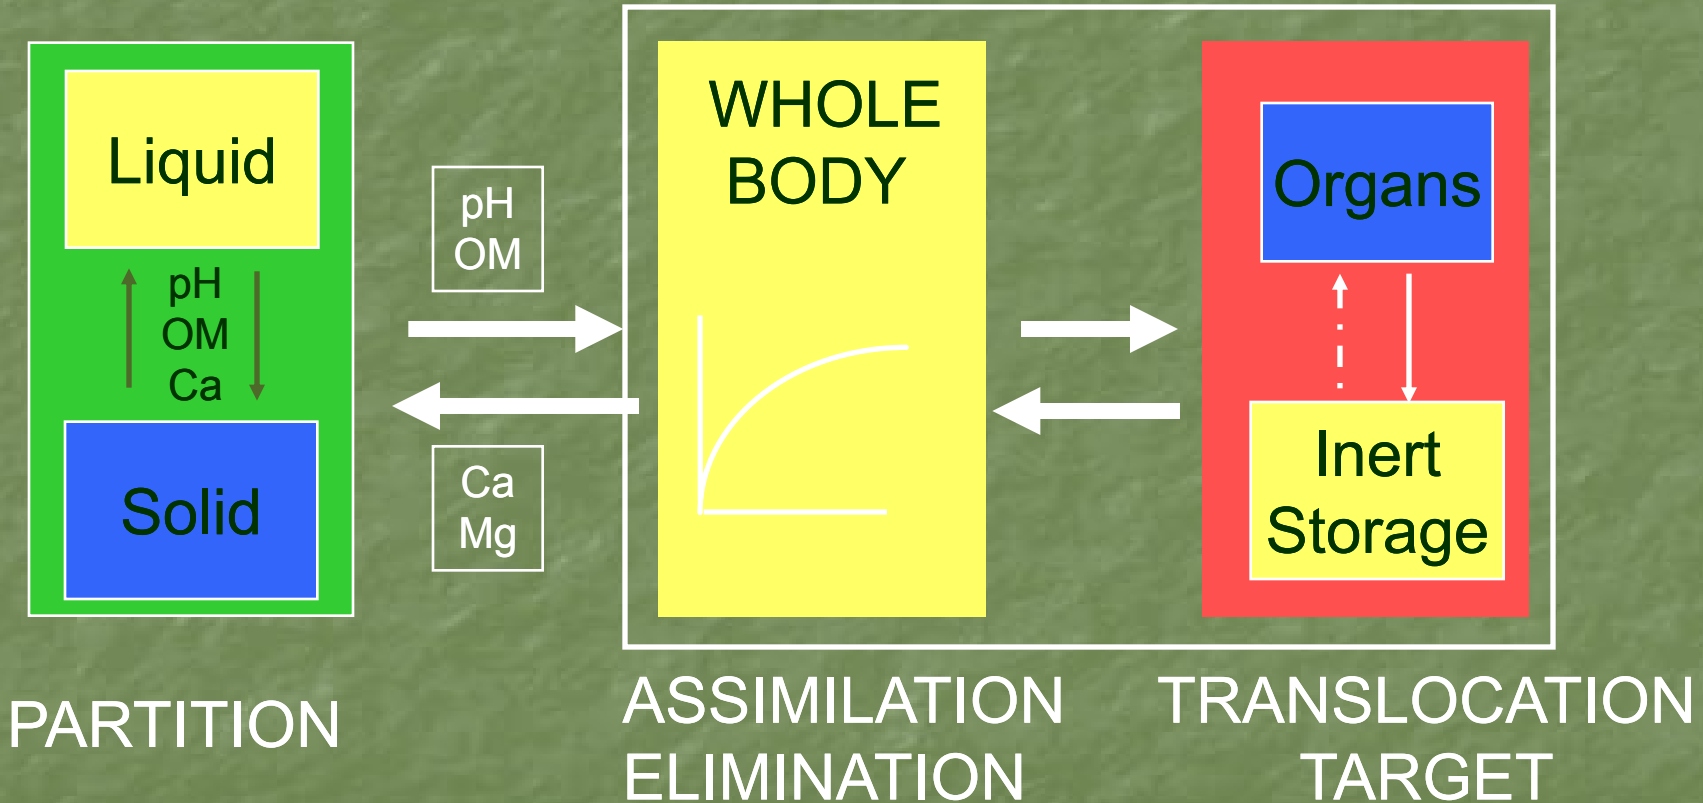 Liquid
pH
OM
Ca
Solid
PARTITION
pH
OM
Ca
Mg
WHOLE
BODY
ASSIMILATION
ELIMINATION
Organs
Inert
Storage
TRANSLOCATION
TARGET